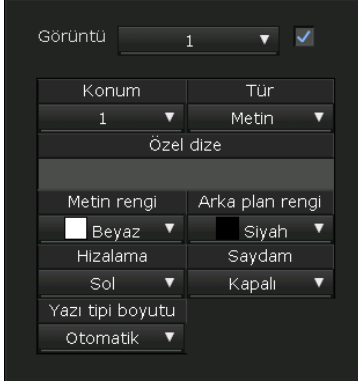 Görüntü 1
Konum Tür
1 Metin
Özel dize
Metin rengi Arka plan rengi
Beyaz Siyah
Hizalama Saydam
Sol Kapalı
Yazı tipi boyutu
Otomatik